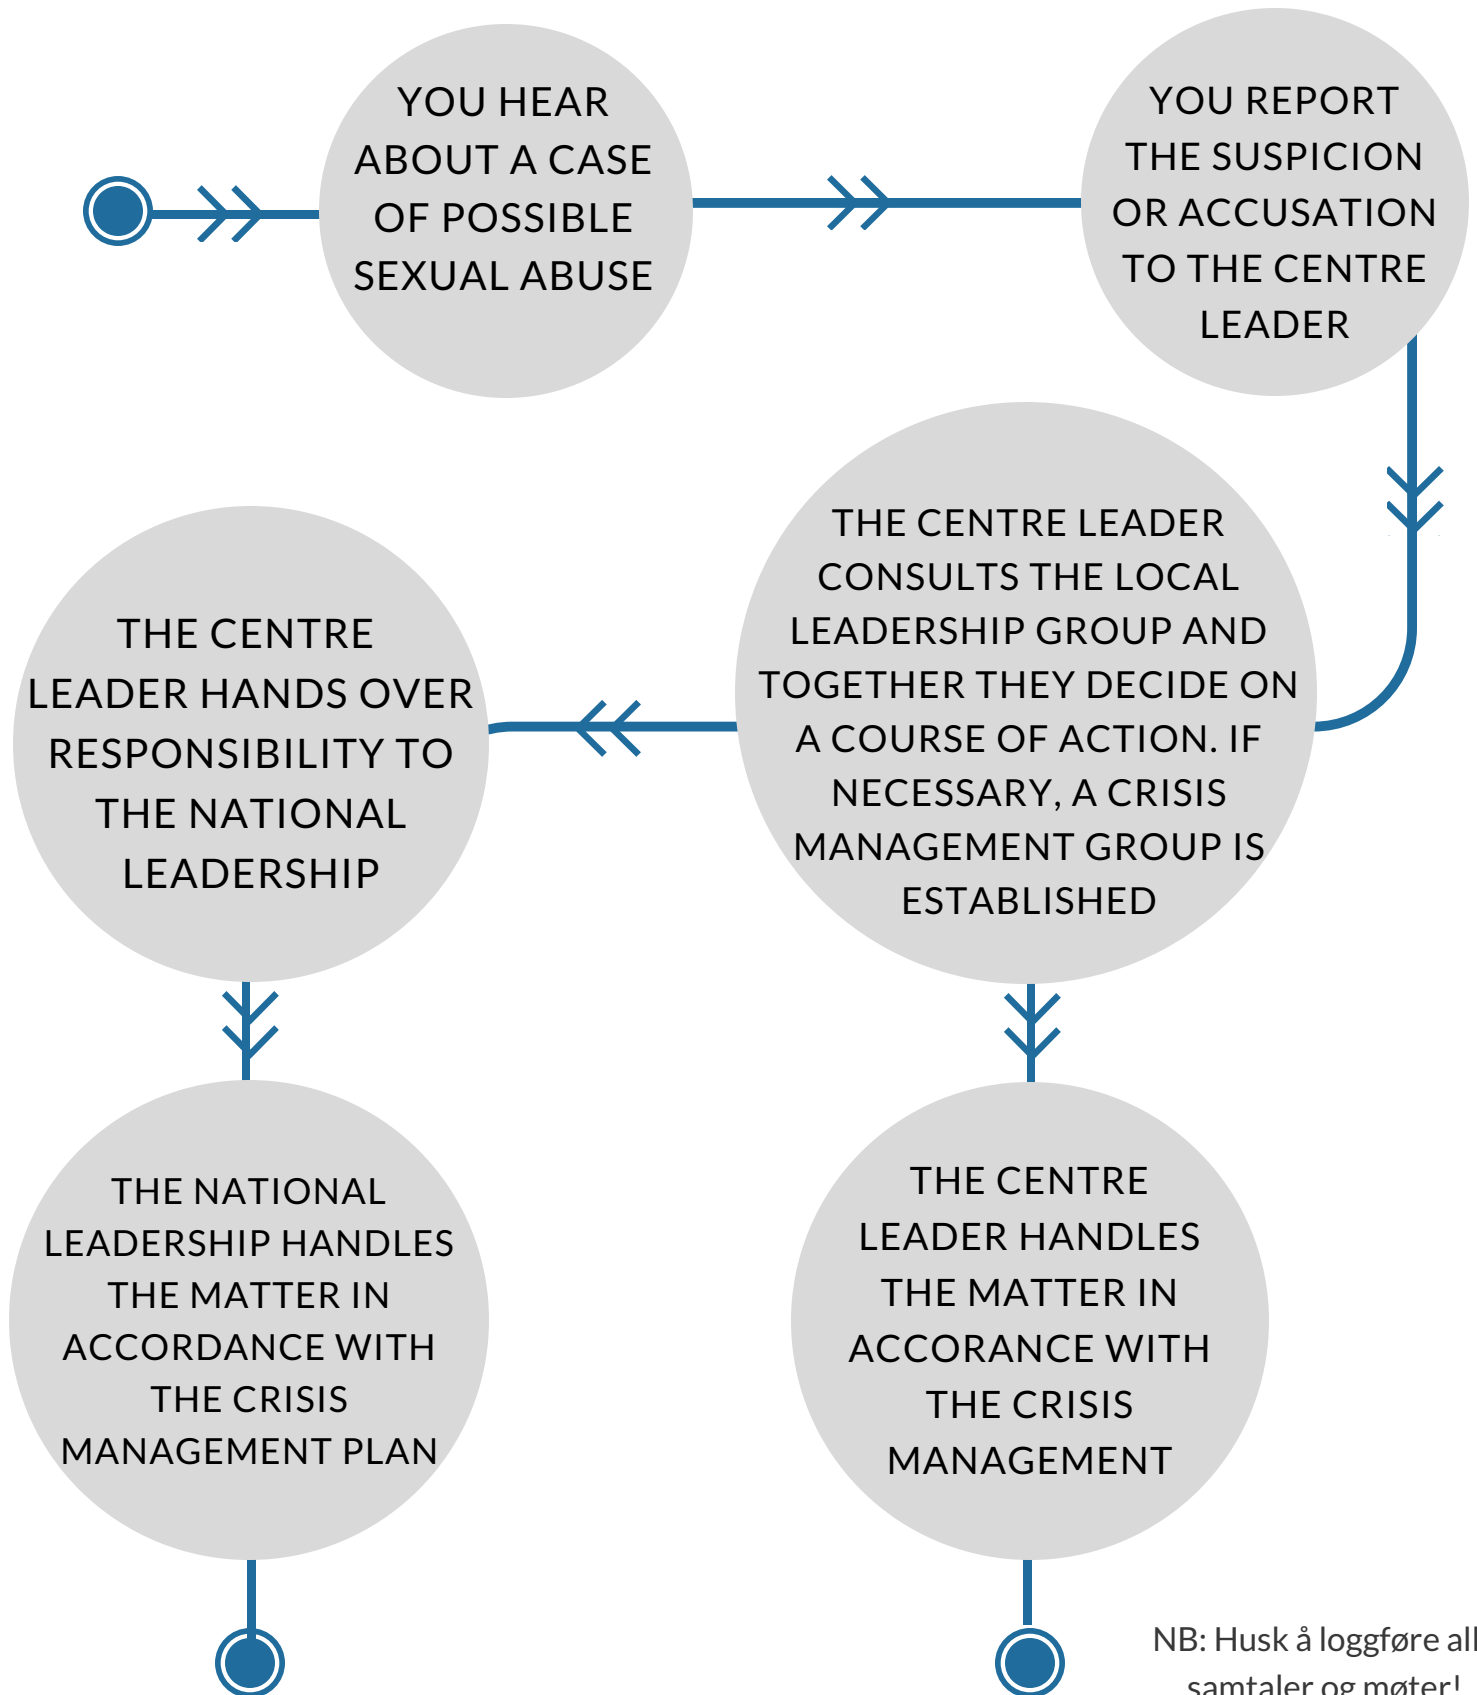 YOU HEAR
ABOUT A CASE
OF POSSIBLE
SEXUAL ABUSE
YOU REPORT
THE SUSPICION
OR ACCUSATION
TO THE CENTRE
LEADER
THE CENTRE LEADER
CONSULTS THE LOCAL
LEADERSHIP GROUP AND
TOGETHER THEY DECIDE ON
A COURSE OF ACTION. IF
NECESSARY, A CRISIS
MANAGEMENT GROUP IS
ESTABLISHED
THE CENTRE
LEADER HANDS OVER
RESPONSIBILITY TO
THE NATIONAL
LEADERSHIP
THE NATIONAL
LEADERSHIP HANDLES
THE MATTER IN
ACCORDANCE WITH
THE CRISIS
MANAGEMENT PLAN
THE CENTRE
LEADER HANDLES
THE MATTER IN
ACCORANCE WITH
THE CRISIS
MANAGEMENT
NB: Husk å loggføre all
samtaler og møter!